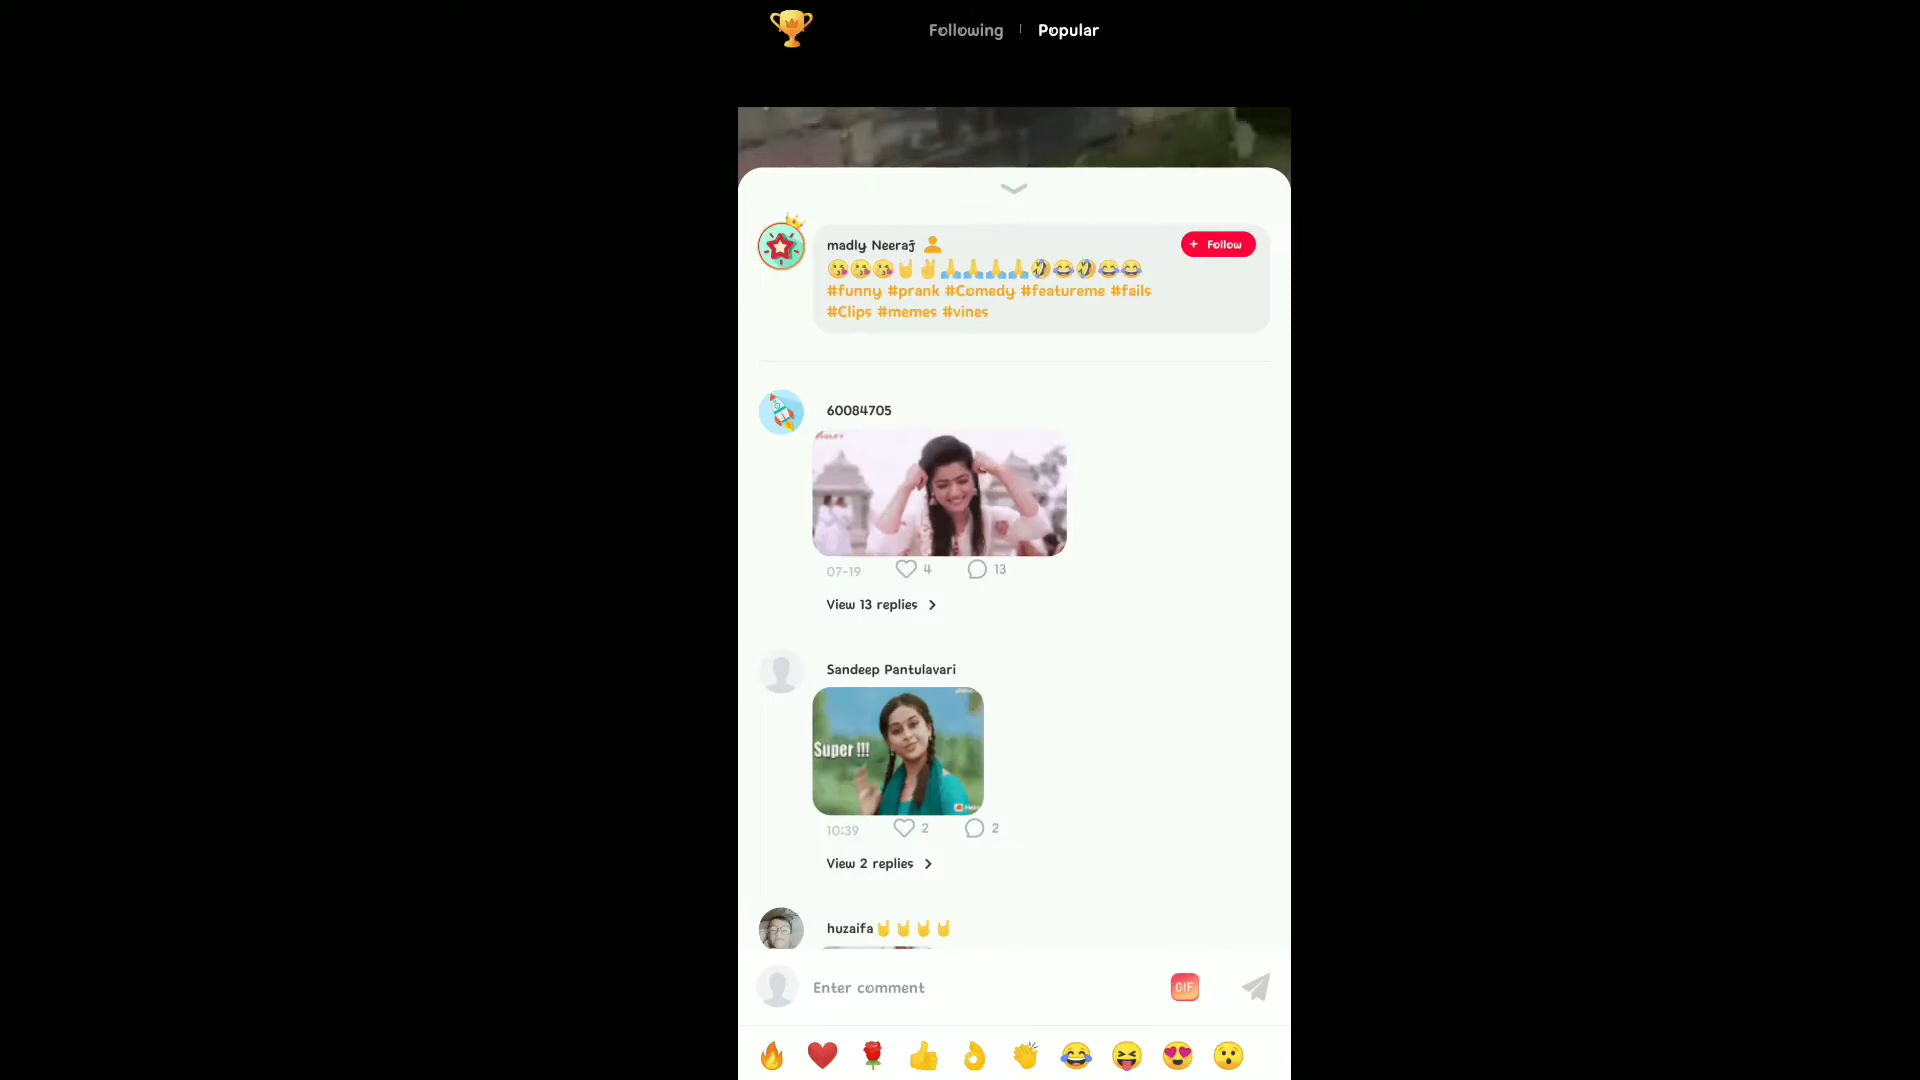 Following | Popular
madly Neeraj
+ Follow
😘😘😘🤘✌️🙏🙏🙏🙏🤣😂🤣😂😂
#funny #prank #Comedy #featureme #fails
#Clips #memes #vines
60084705
07-19 4 13
View 13 replies >
Sandeep Pantulavari
Super !!!
10:39 2 2
View 2 replies >
huzaifa🤘🤘🤘🤘
Enter comment
GIF
🔥❤️🌹👍👌👏😂😝😍😯